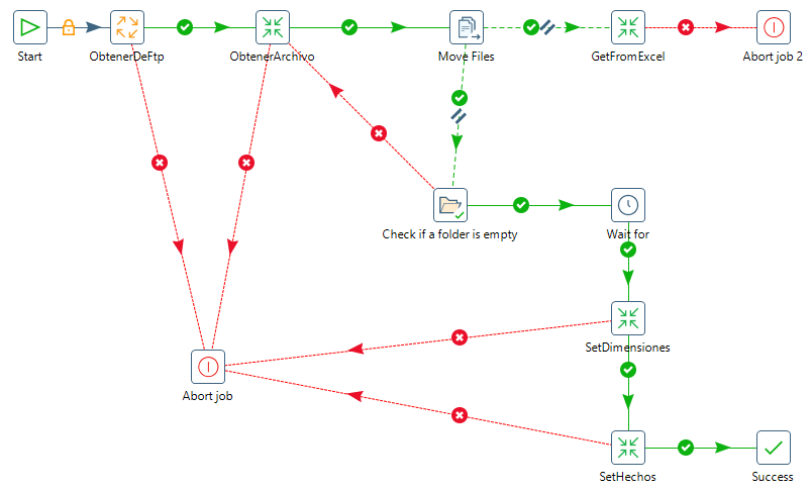 Start
ObtenerDeFtp
ObtenerArchivo
Move Files
GetFromExcel
Abort job 2
Check if a folder is empty
Wait for
SetDimensiones
Abort job
SetHechos
Success